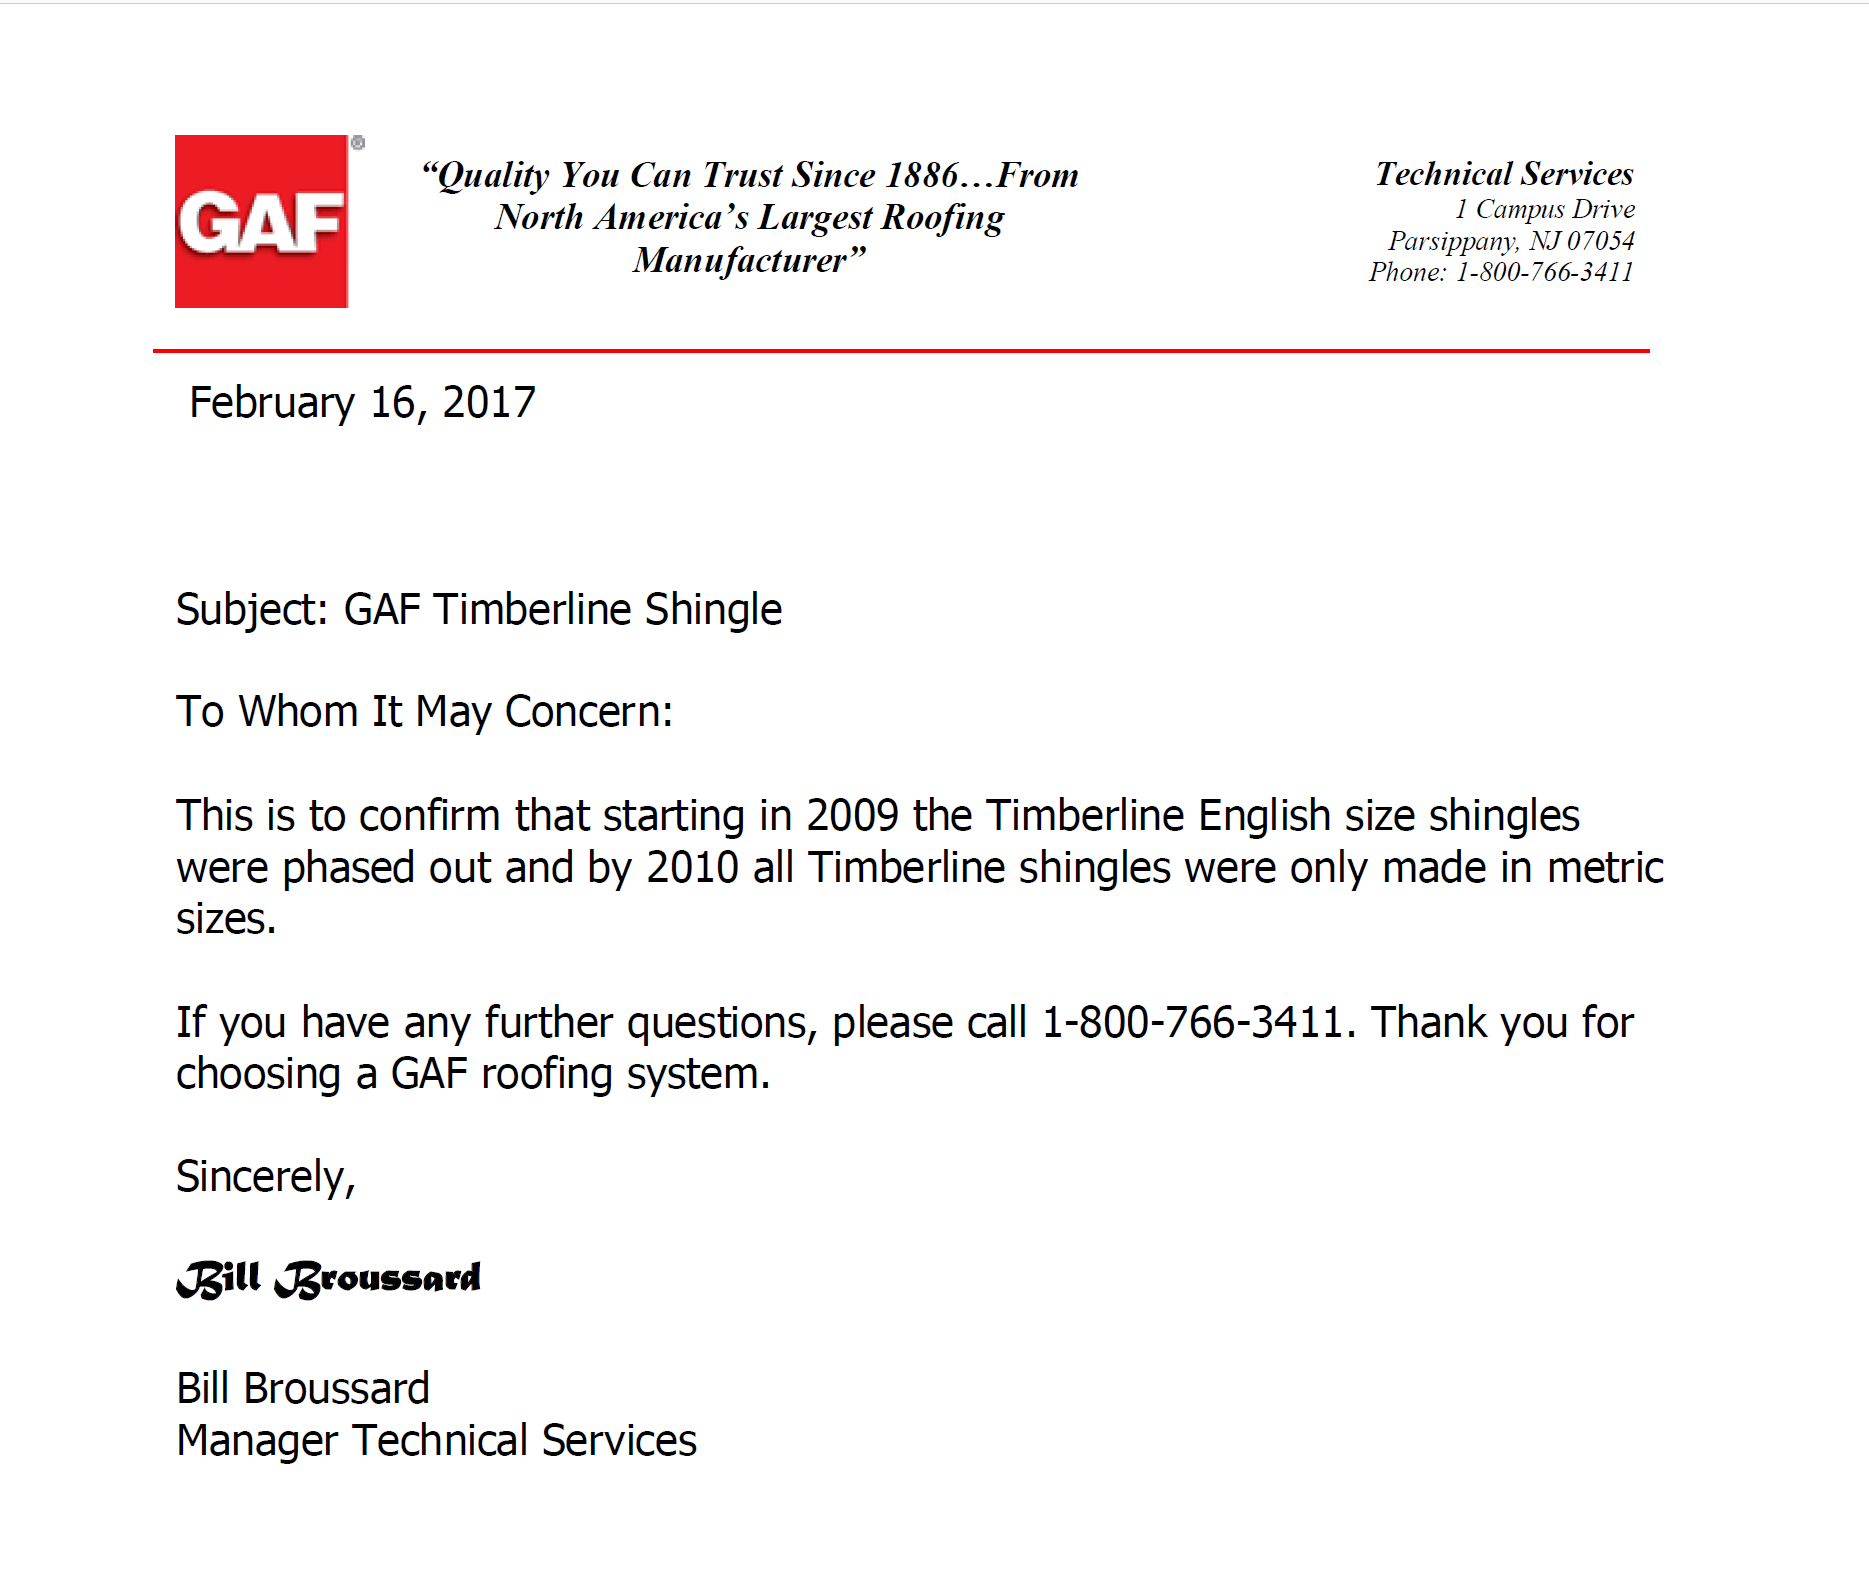 GAF®
“Quality You Can Trust Since 1886…From
North America’s Largest Roofing
Manufacturer”
Technical Services
1 Campus Drive
Parsippany, NJ 07054
Phone: 1-800-766-3411
February 16, 2017
Subject: GAF Timberline Shingle
To Whom It May Concern:
This is to confirm that starting in 2009 the Timberline English size shingles
were phased out and by 2010 all Timberline shingles were only made in metric
sizes.
If you have any further questions, please call 1-800-766-3411. Thank you for
choosing a GAF roofing system.
Sincerely,
Bill Broussard
Bill Broussard
Manager Technical Services